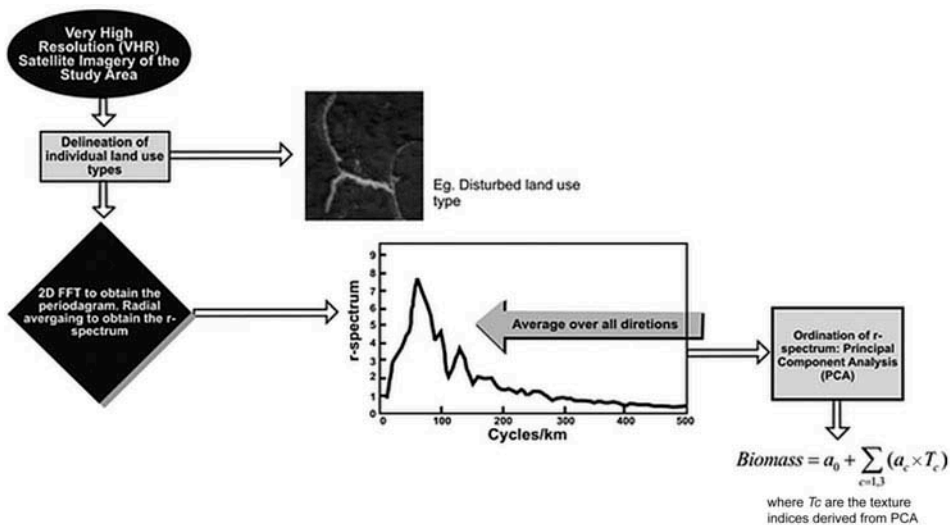 Very High
Resolution (VHR)
Satellite Imagery of the
Study Area
Delineation of
individual land use
types
Eg. Disturbed land use
type
2D FFT to obtain the
periodagram. Radial
avergaing to obtain the r-
spectrum
r-spectrum
9
8
7
6
5
4
3
2
1
0
0 100 200 300 400 500
Cycles/km
Average over all diretions
Ordination of r-
spectrum: Principal
Component Analysis
(PCA)
Biomass = a₀ + ∑ (a_c × T_c)
c=1,3
where Tc are the texture
indices derived from PCA